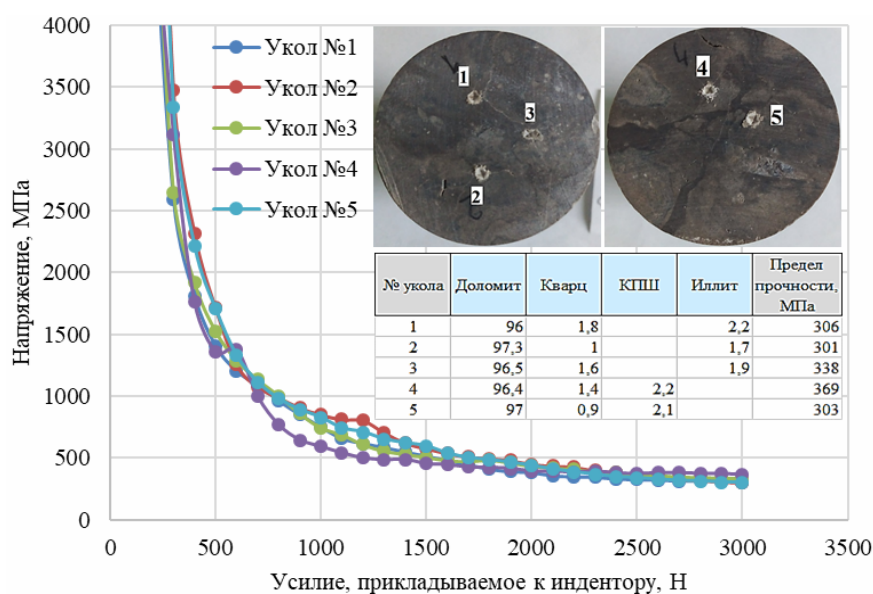 4000
3500
3000
2500
2000
1500
1000
500
0
Напряжение, МПа
0 500 1000 1500 2000 2500 3000 3500
Усилие, прикладываемое к индентору, Н
Укол №1
Укол №2
Укол №3
Укол №4
Укол №5
1
3
2
4
4
5
№ укола Доломит Кварц КПШ Иллит Предел
прочности,
МПа
1 96 1,8 2,2 306
2 97,3 1 1,7 301
3 96,5 1,6 1,9 338
4 96,4 1,4 2,2 369
5 97 0,9 2,1 303